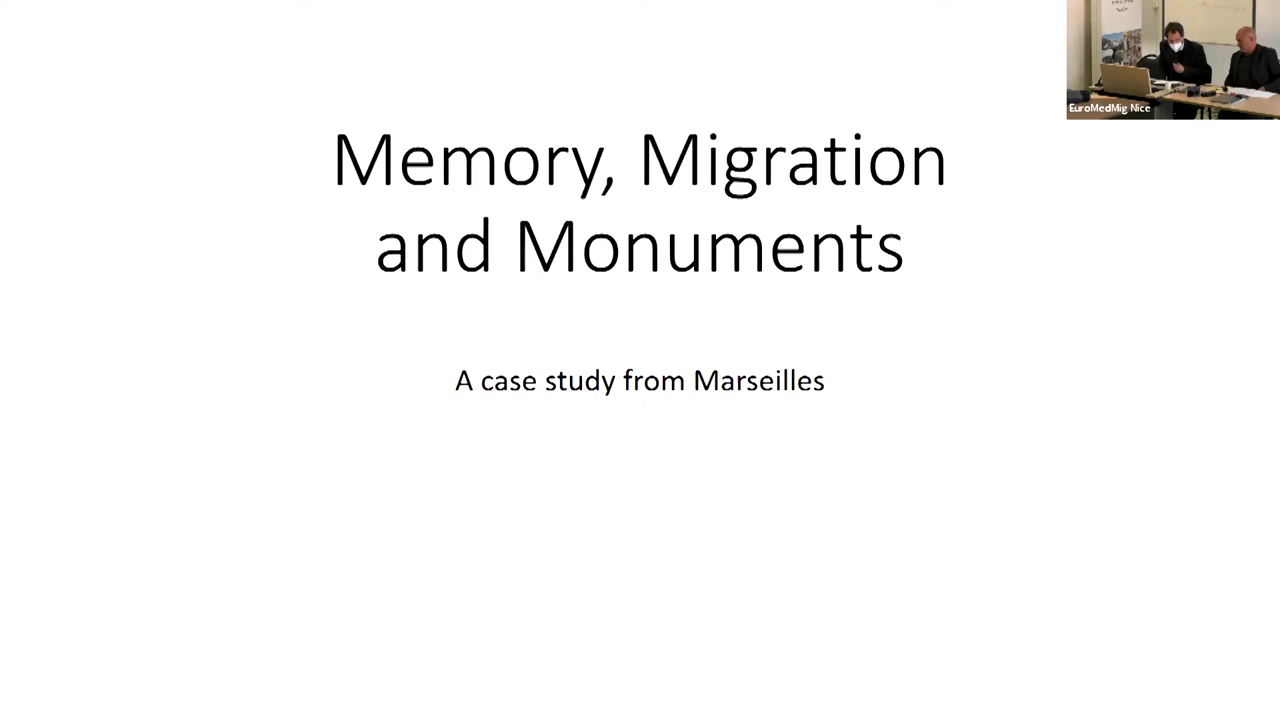 Memory, Migration
and Monuments
A case study from Marseilles
EuroMedMig Nice